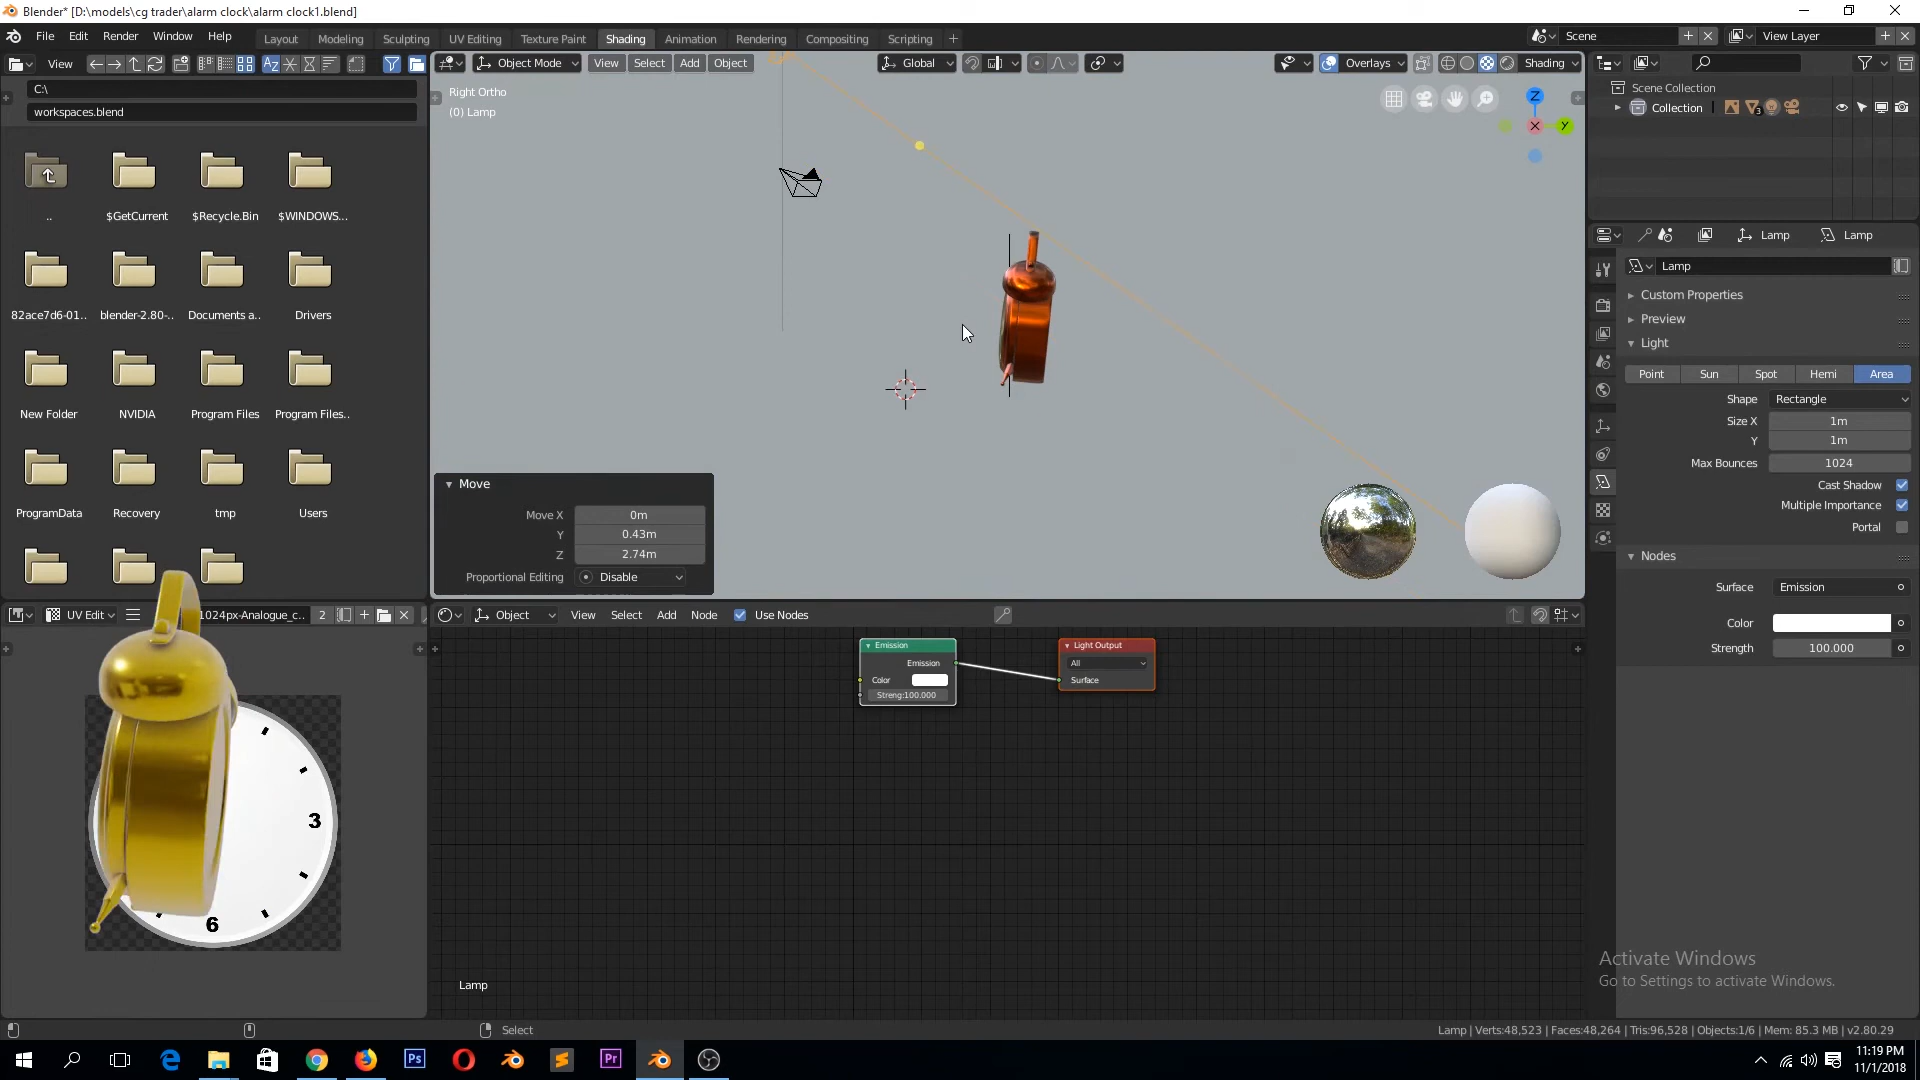 Blender* [D:\models\cg trader\alarm clock\alarm clock1.blend]
File Edit Render Window Help
Layout Modeling Sculpting UV Editing Texture Paint Shading Animation Rendering Compositing Scripting
Scene
View Layer
View
Object Mode
View Select Add Object
Global
Overlays
Shading
C:\
workspaces.blend
Right Ortho
(0) Lamp
Z
X
Y
Scene Collection
Collection
3
..
$GetCurrent
$Recycle.Bin
$WINDOWS...
Lamp
Lamp
Lamp
Custom Properties
Preview
Light
82ace7d6-01..
blender-2.80-..
Documents a..
Drivers
Point Sun Spot Hemi Area
Shape Rectangle
Size X 1m
Y 1m
Max Bounces 1024
Cast Shadow
Multiple Importance
Portal
New Folder
NVIDIA
Program Files
Program Files..
ProgramData
Recovery
tmp
Users
Move
Move X 0m
Y 0.43m
Z 2.74m
Proportional Editing Disable
Nodes
Surface Emission
Color
Strength 100.000
UV Edit
1024px-Analogue_c..
2
Object
View Select Add Node
Use Nodes
Emission
Emission
Color
Streng:100.000
Light Output
All
Surface
3
6
Lamp
Activate Windows
Go to Settings to activate Windows.
Select
Lamp | Verts:48,523 | Faces:48,264 | Tris:96,528 | Objects:1/6 | Mem: 85.3 MB | v2.80.29
Ps
Pr
11:19 PM
11/1/2018